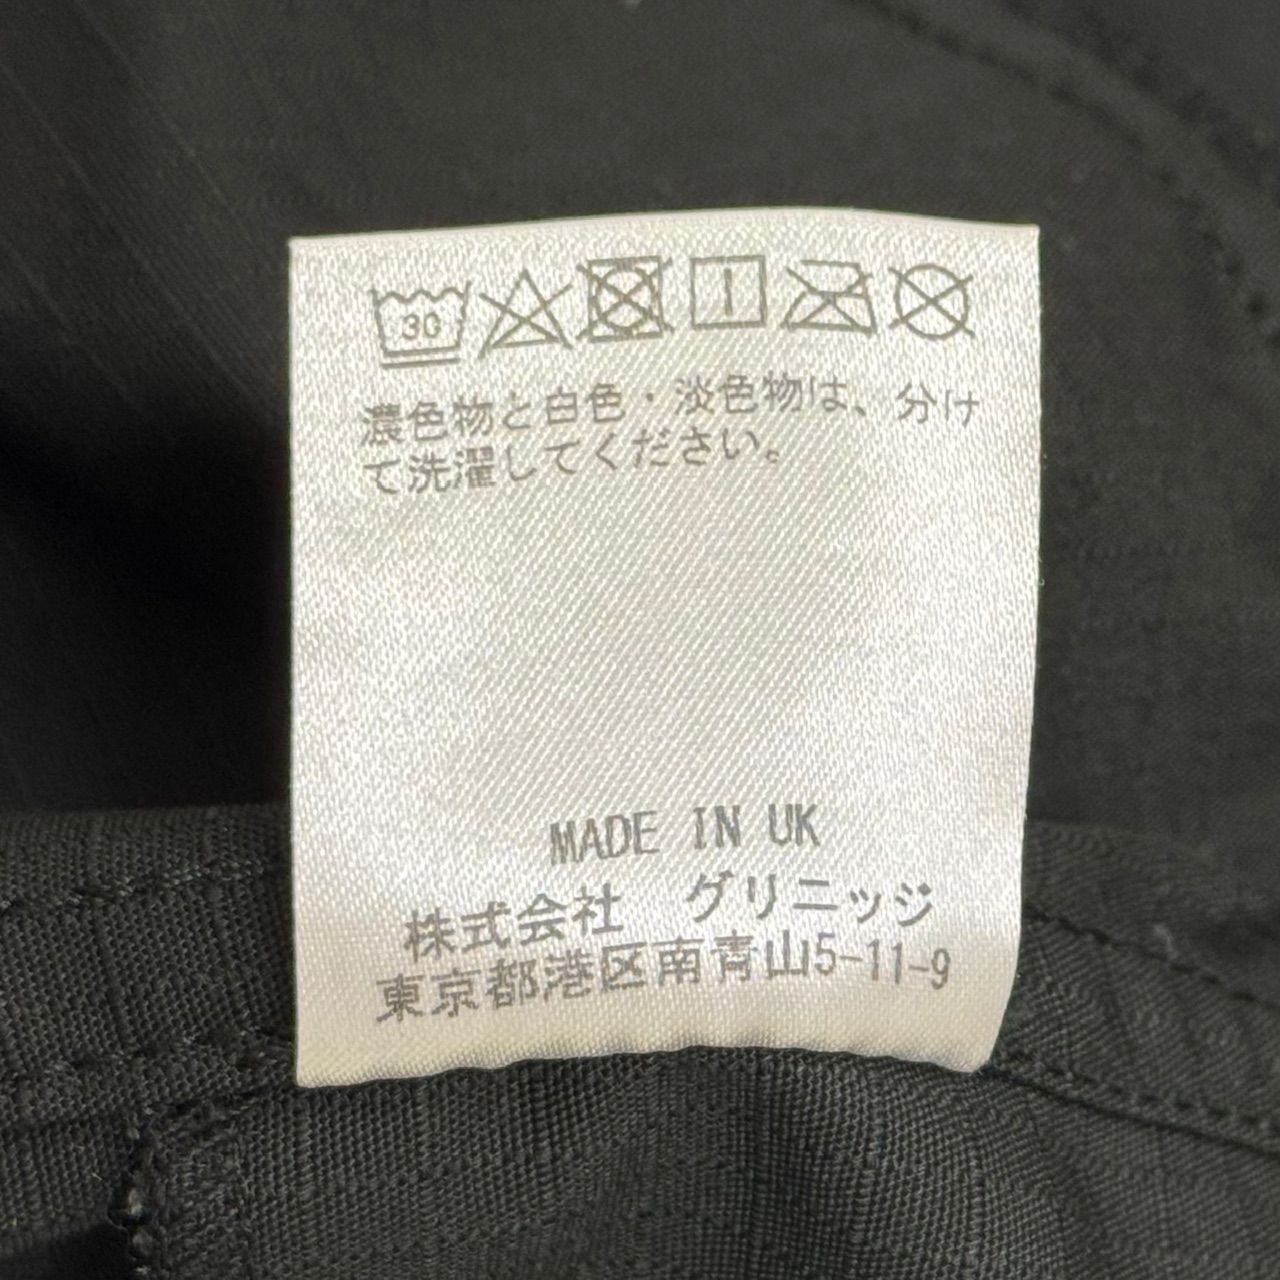 30
濃色物と白色・淡色物は、分け
て洗濯してください。
MADE IN UK
株式会社 グリニッジ
東京都港区南青山5-11-9